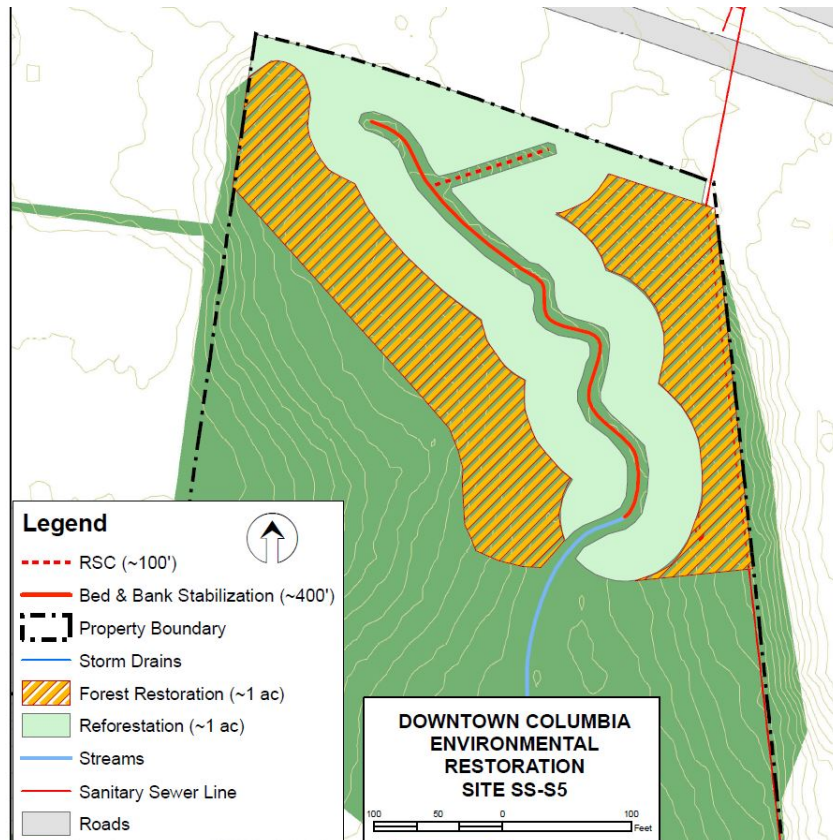 Legend
RSC (~100')
Bed & Bank Stabilization (~400')
Property Boundary
Storm Drains
Forest Restoration (~1 ac)
Reforestation (~1 ac)
Streams
Sanitary Sewer Line
Roads
DOWNTOWN COLUMBIA
ENVIRONMENTAL
RESTORATION
SITE SS-S5
100 50 0 100
Feet